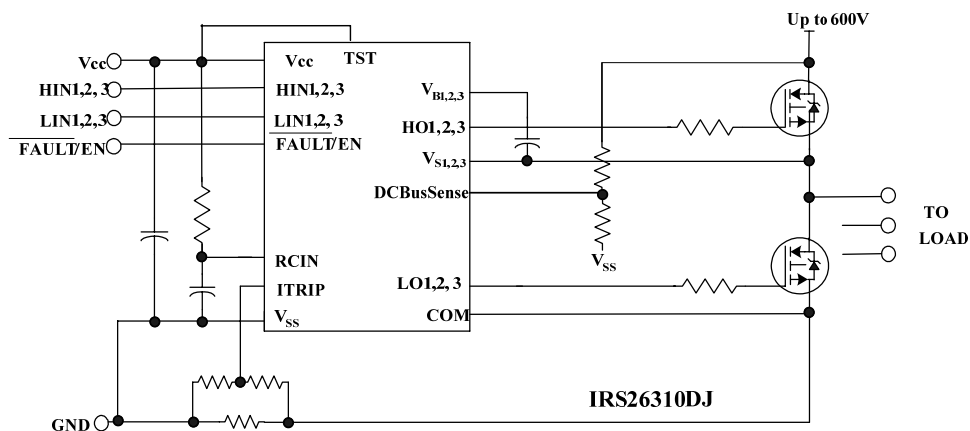 Up to 600V
TST
Vcc
Vcc
HIN1,2, 3
HIN1,2,3
VB1,2,3
LIN1,2,3
LIN1,2, 3
HO1,2,3
FAULT/EN
FAULT/EN
VS1,2,3
DCBusSense
TO
LOAD
VSS
RCIN
ITRIP
LO1,2, 3
VSS
COM
IRS26310DJ
GND